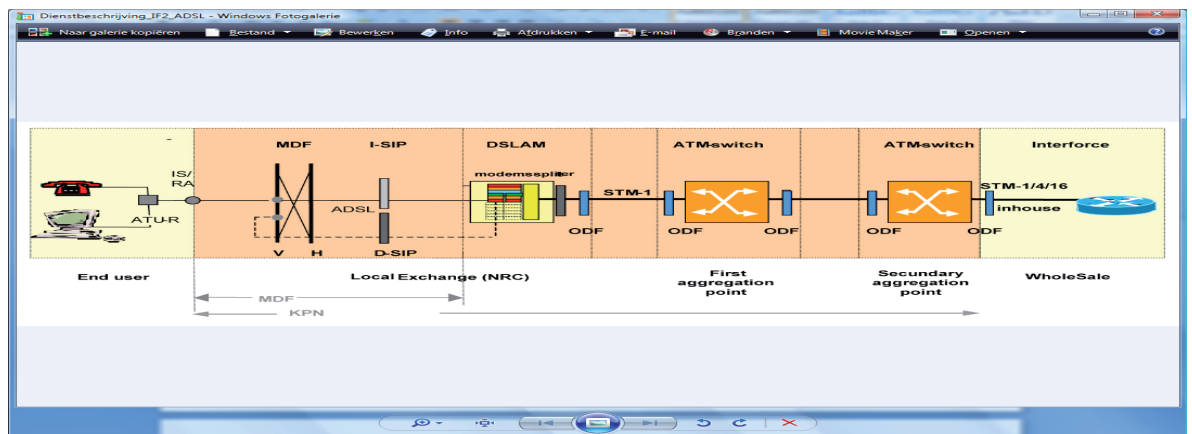 Dienstbeschrijving_IF2_ADSL - Windows Fotogalerie
Naar galerie kopiëren Bestand Bewerken Info Afdrukken E-mail Branden Movie Maker Openen
MDF I-SIP DSLAM ATM-switch ATM-switch Interforce
modemssplitter
IS/
RA
STM-1
STM-1/4/16
ADSL
inhouse
ATU-R
ODF ODF ODF ODF ODF
V H D-SIP
End user Local Exchange (NRC) First Secundary WholeSale
aggregation aggregation
point point
MDF
KPN